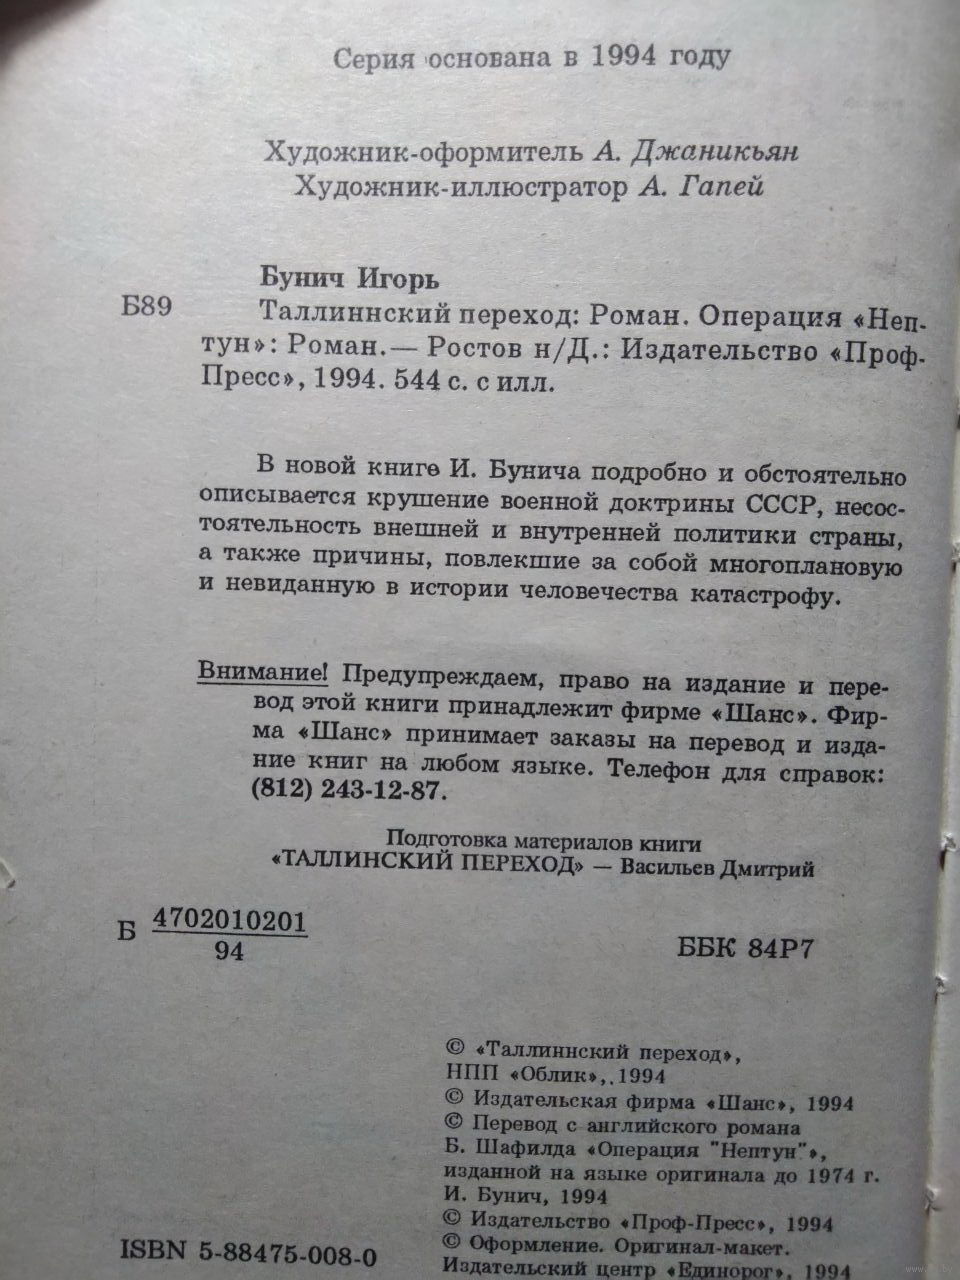 Серия основана в 1994 году
Художник-оформитель А. Джаникьян
Художник-иллюстратор А. Гапей
Бунич Игорь
Б89
Таллиннский переход: Роман. Операция «Неп-
тун»: Роман.— Ростов н/Д.: Издательство «Проф-
Пресс», 1994. 544 с. с илл.
В новой книге И. Бунича подробно и обстоятельно
описывается крушение военной доктрины СССР, несос-
тоятельность внешней и внутренней политики страны,
а также причины, повлекшие за собой многоплановую
и невиданную в истории человечества катастрофу.
Внимание! Предупреждаем, право на издание и пере-
вод этой книги принадлежит фирме «Шанс». Фир-
ма «Шанс» принимает заказы на перевод и изда-
ние книг на любом языке. Телефон для справок:
(812) 243-12-87.
Подготовка материалов книги
«ТАЛЛИНСКИЙ ПЕРЕХОД» — Васильев Дмитрий
Б 4702010201
94
ББК 84Р7
© «Таллиннский переход»,
НПП «Облик»,.1994
© Издательская фирма «Шанс», 1994
© Перевод с английского романа
Б. Шафилда «Операция "Нептун"»,
изданной на языке оригинала до 1974 г.
И. Бунич, 1994
© Издательство «Проф-Пресс», 1994
© Оформление. Оригинал-макет.
Издательский центр «Единорог», 1994
ISBN 5-88475-008-0